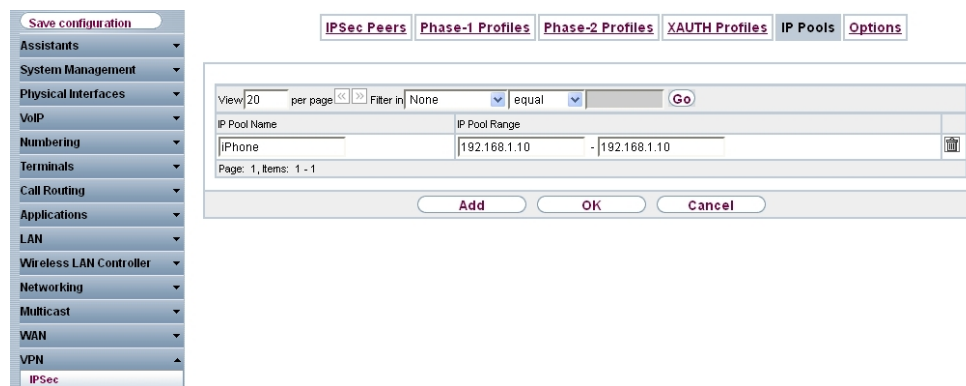 Save configuration
Assistants
System Management
Physical Interfaces
VoIP
Numbering
Terminals
Call Routing
Applications
LAN
Wireless LAN Controller
Networking
Multicast
WAN
VPN
IPSec
IPSec Peers Phase-1 Profiles Phase-2 Profiles XAUTH Profiles IP Pools Options
View 20 per page << >> Filter in None equal Go
IP Pool Name IP Pool Range
iPhone 192.168.1.10 - 192.168.1.10
Page: 1, Items: 1 - 1
Add OK Cancel